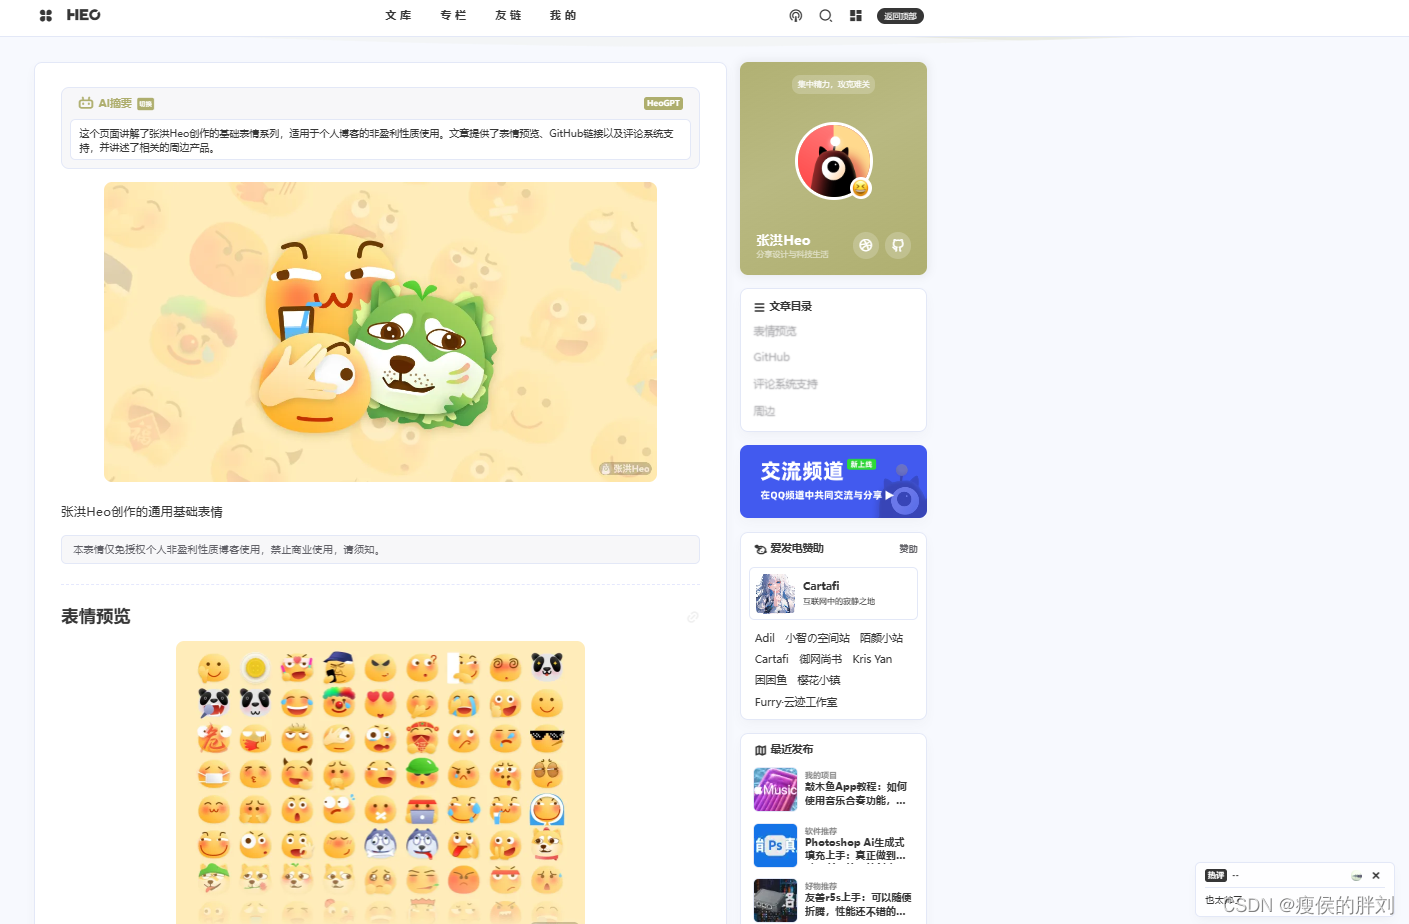 HEO
文库 专栏 友链 我的
返回顶部
AI摘要 切换
HeoGPT
这个页面讲解了张洪Heo创作的基础表情系列，适用于个人博客的非盈利性质使用。文章提供了表情预览、GitHub链接以及评论系统支
持，并讲述了相关的周边产品。
张洪Heo
张洪Heo创作的通用基础表情
本表情仅免授权个人非盈利性质博客使用，禁止商业使用，请须知。
表情预览
集中精力，攻克难关
张洪Heo
分享设计与科技生活
文章目录
表情预览
GitHub
评论系统支持
周边
交流频道 新上线
在QQ频道中共同交流与分享
爱发电赞助 赞助
Cartafi
互联网中的寂静之地
Adil 小智の空间站 陌颜小站
Cartafi 御网尚书 Kris Yan
困困鱼 樱花小镇
Furry·云迹工作室
最近发布
Music
我的项目
敲木鱼App教程：如何
使用音乐合奏功能，...
Ps
软件推荐
Photoshop Ai生成式
填充上手：真正做到...
好物推荐
友善r5s上手：可以随便
折腾，性能还不错的...
热评 --
也太
CSDN @瘦侯的胖刘